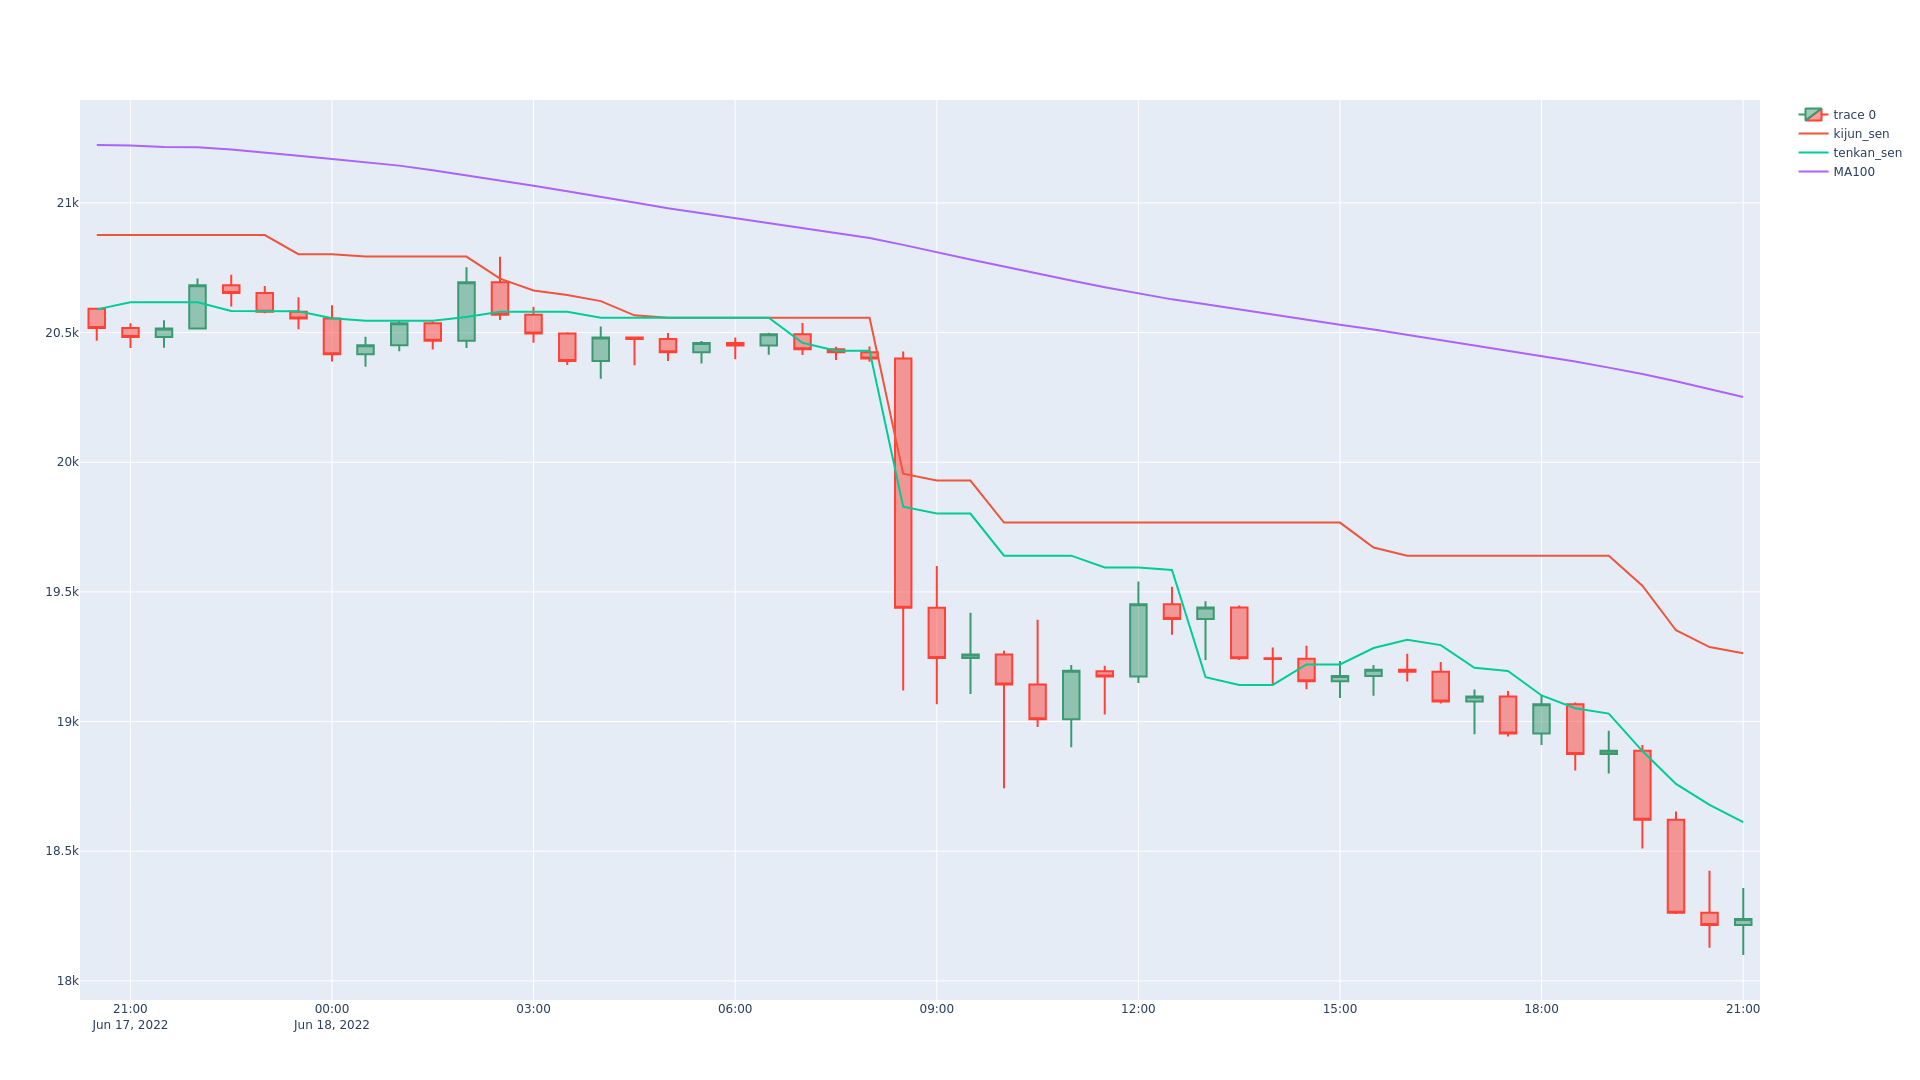 trace 0
kijun_sen
tenkan_sen
MA100
21k
20.5k
20k
19.5k
19k
18.5k
18k
21:00 00:00 03:00 06:00 09:00 12:00 15:00 18:00 21:00
Jun 17, 2022 Jun 18, 2022